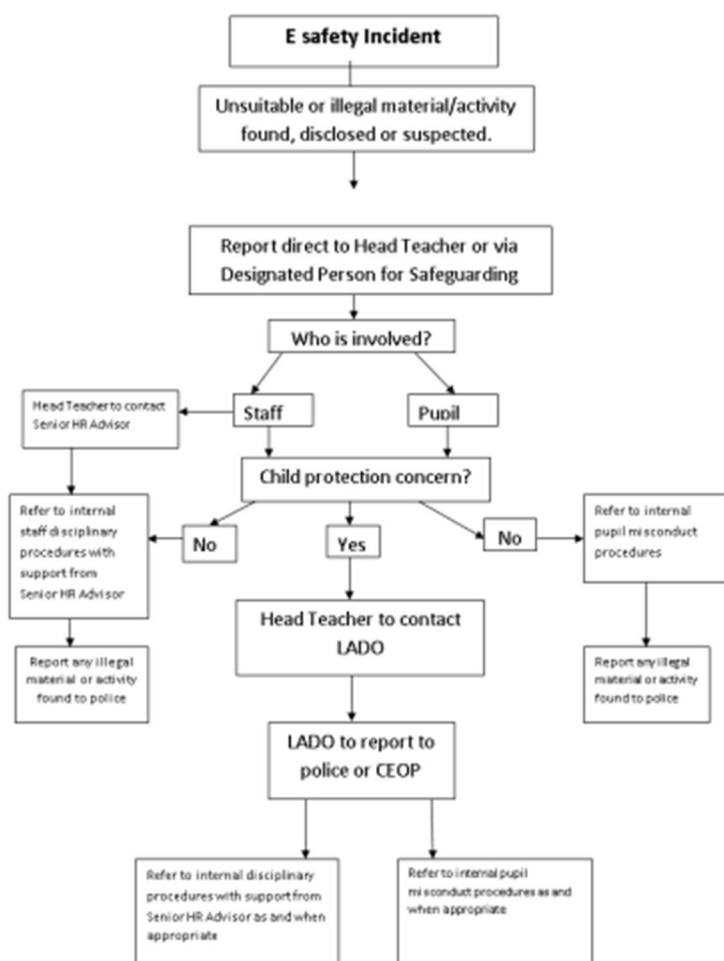 E safety Incident
Unsuitable or illegal material/activity
found, disclosed or suspected.
Report direct to Head Teacher or via
Designated Person for Safeguarding
Who is involved?
Head Teacher to contact
Senior HR Advisor
Staff
Pupil
Child protection concern?
Refer to internal
staff disciplinary
procedures with
support from
Senior HR Advisor
No
Yes
No
Refer to internal
pupil misconduct
procedures
Head Teacher to contact
LADO
Report any illegal
material or activity
found to police
Report any illegal
material or activity
found to police
LADO to report to
police or CEOP
Refer to internal disciplinary
procedures with support from
Senior HR Advisor as and when
appropriate
Refer to internal pupil
misconduct procedures as and
when appropriate